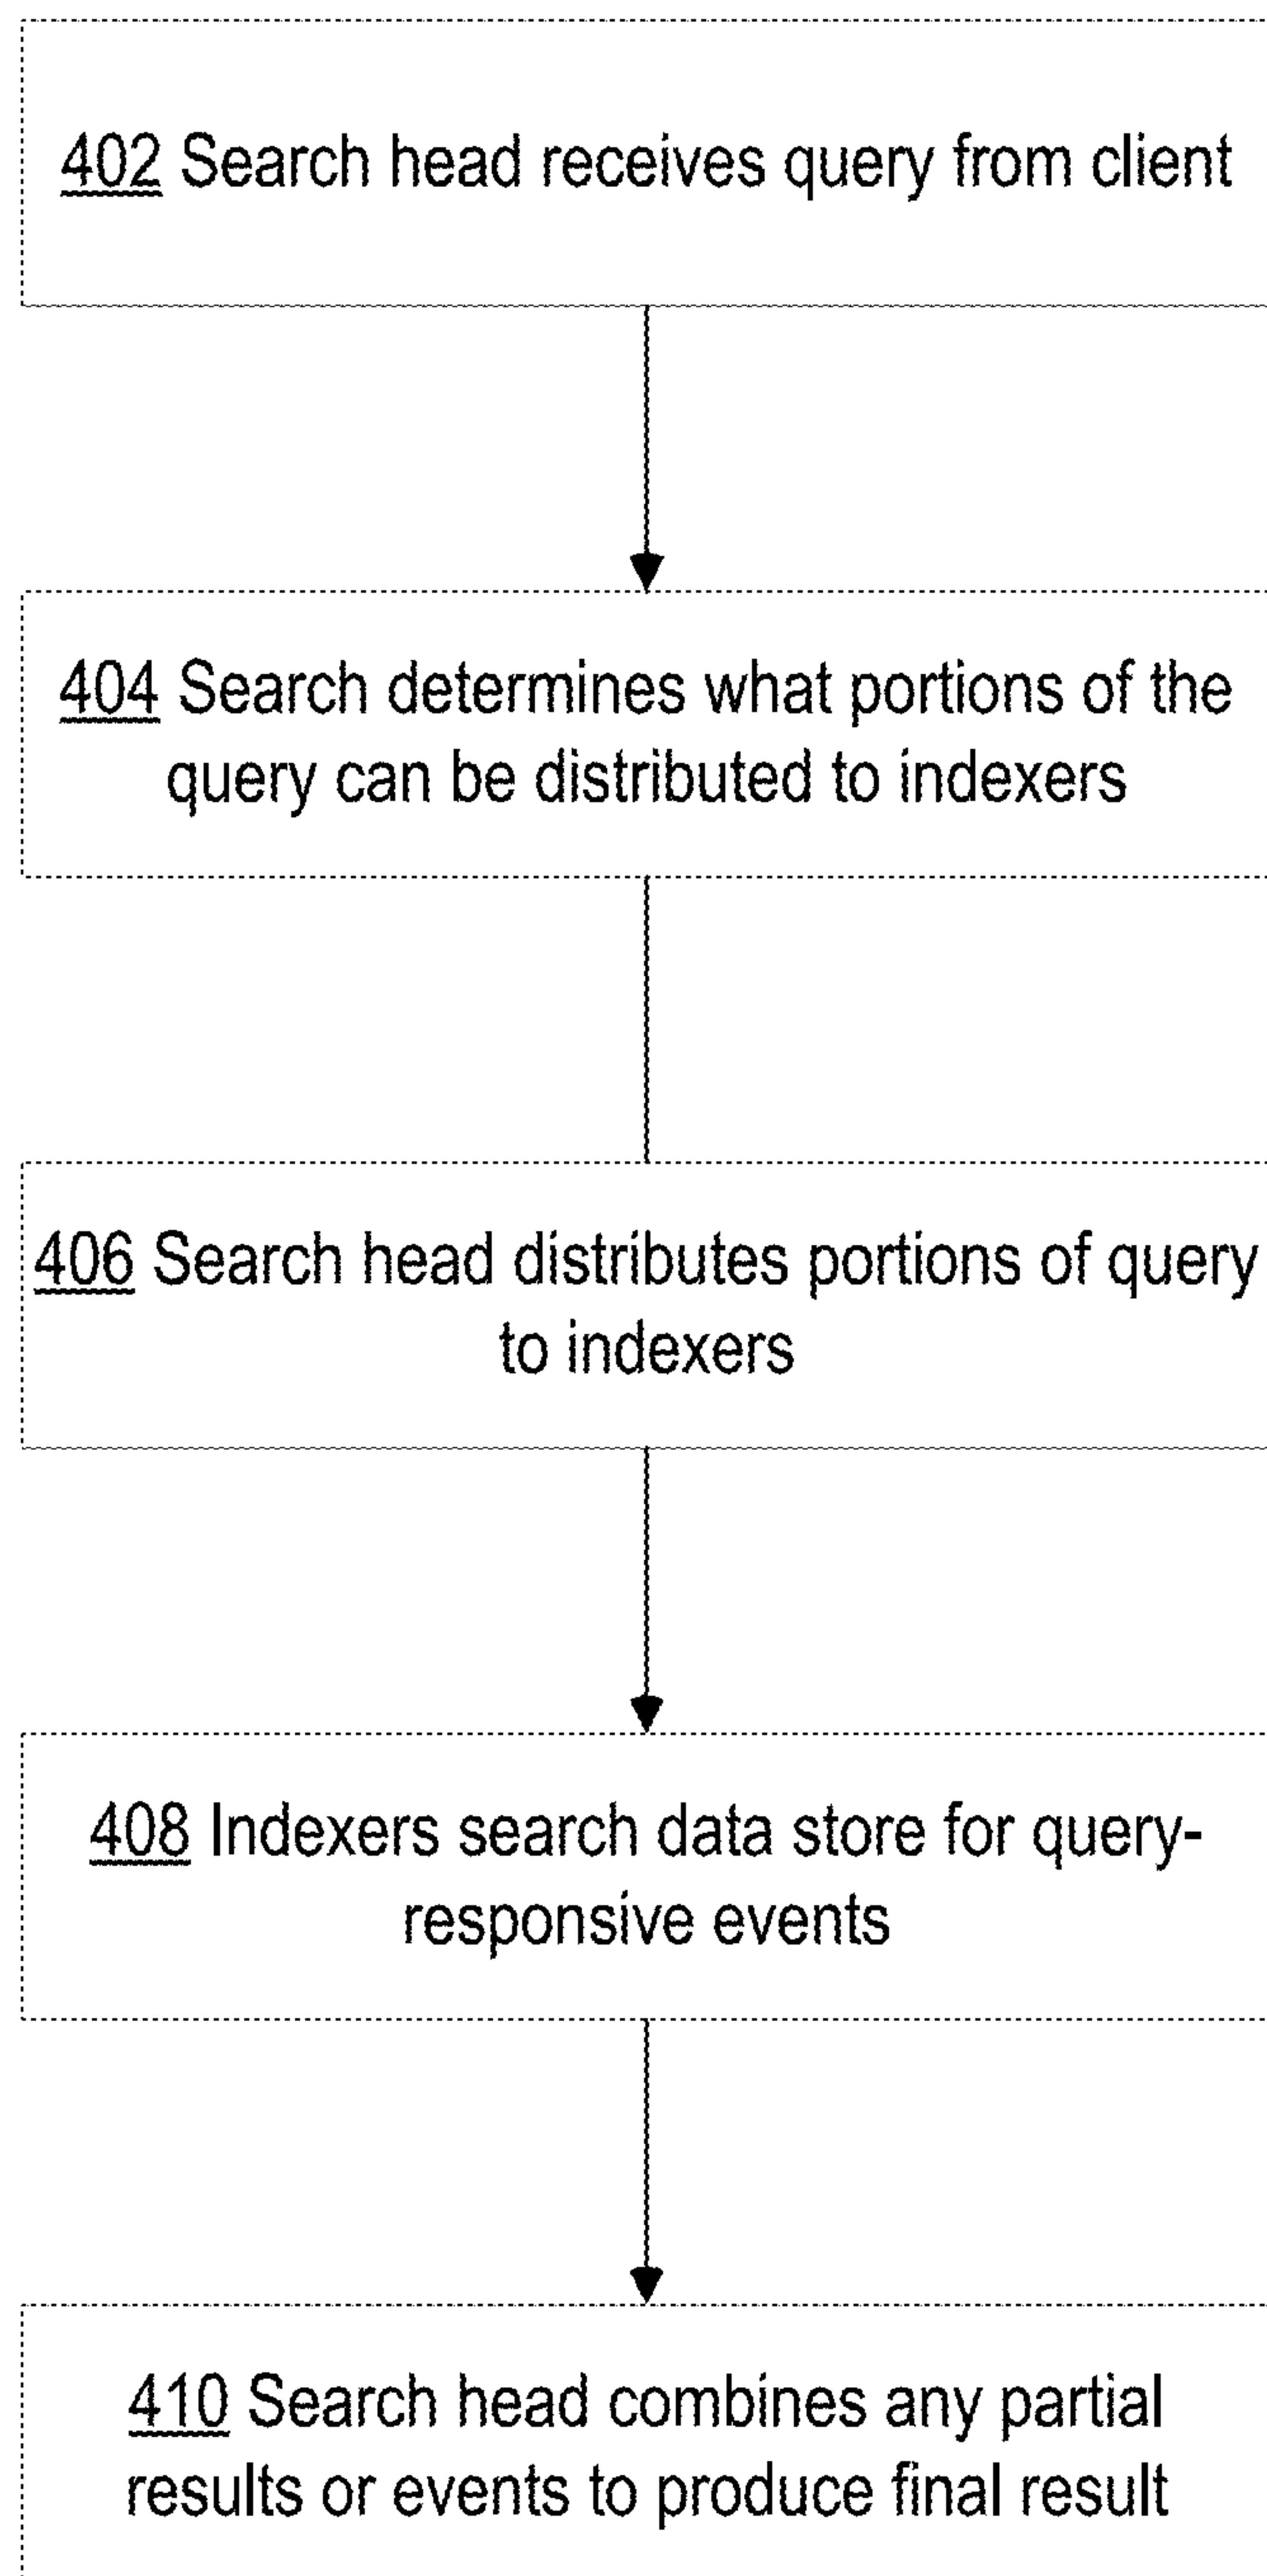 402 Search head receives query from client
404 Search determines what portions of the
query can be distributed to indexers
406 Search head distributes portions of query
to indexers
408 Indexers search data store for query-
responsive events
410 Search head combines any partial
results or events to produce final result